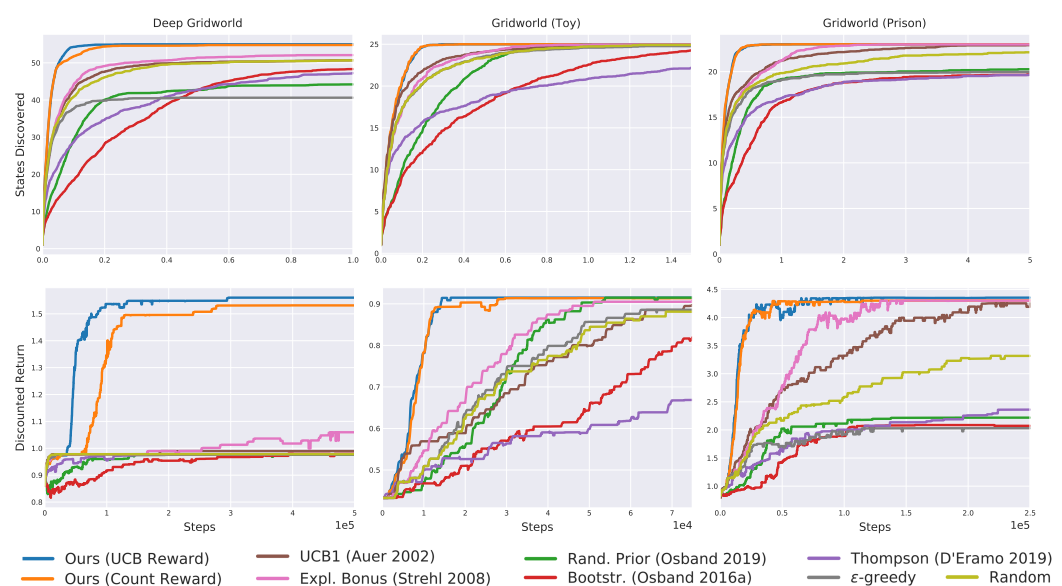 Deep Gridworld
Gridworld (Toy)
Gridworld (Prison)
States Discovered
50
40
30
20
10
0
0.0 0.2 0.4 0.6 0.8 1.0
25
20
15
10
5
0
0.0 0.2 0.4 0.6 0.8 1.0 1.2 1.4
20
15
10
5
0
0 1 2 3 4 5
Discounted Return
1.5
1.4
1.3
1.2
1.1
1.0
0.9
0.8
0 1 2 3 4 5
Steps
1e5
0.9
0.8
0.7
0.6
0.5
0 1 2 3 4 5 6 7
Steps
1e4
4.5
4.0
3.5
3.0
2.5
2.0
1.5
1.0
0.0 0.5 1.0 1.5 2.0 2.5
Steps
1e5
Ours (UCB Reward)
Ours (Count Reward)
UCB1 (Auer 2002)
Expl. Bonus (Strehl 2008)
Rand. Prior (Osband 2019)
Bootstr. (Osband 2016a)
Thompson (D'Eramo 2019)
ε-greedy
Random